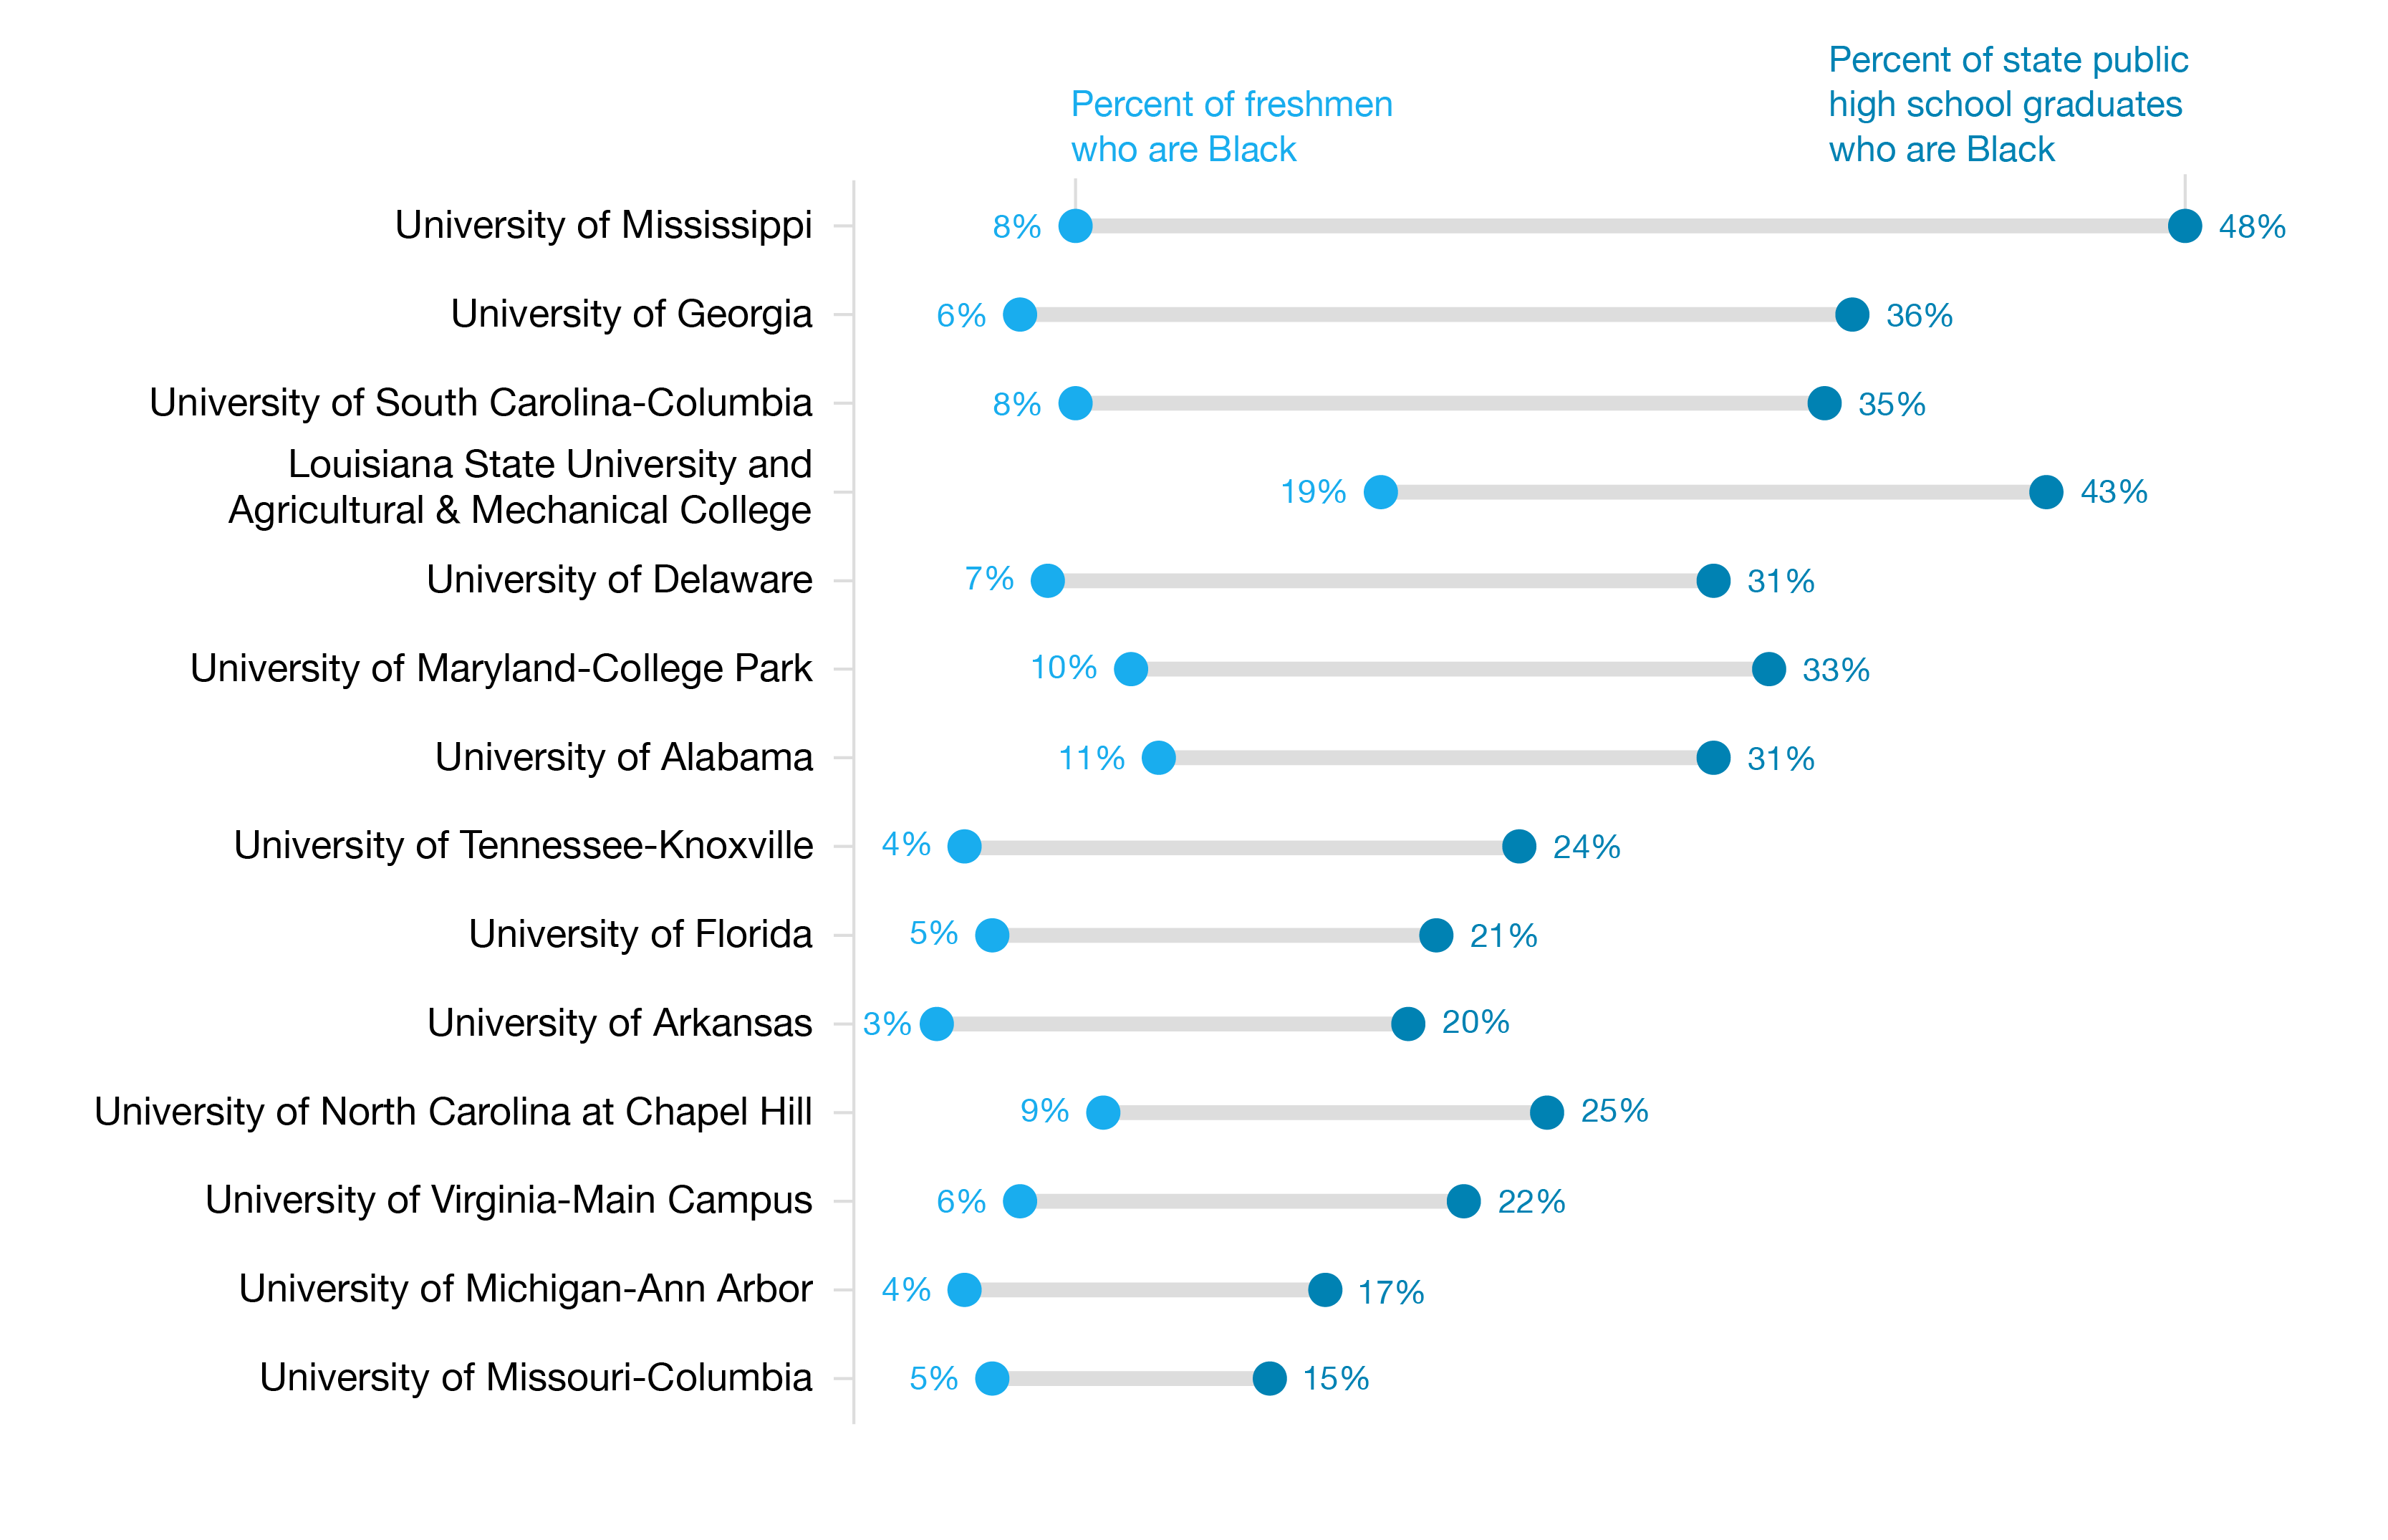 Percent of freshmen
who are Black
Percent of state public
high school graduates
who are Black
University of Mississippi 8% 48%
University of Georgia 6% 36%
University of South Carolina-Columbia 8% 35%
Louisiana State University and
Agricultural & Mechanical College 19% 43%
University of Delaware 7% 31%
University of Maryland-College Park 10% 33%
University of Alabama 11% 31%
University of Tennessee-Knoxville 4% 24%
University of Florida 5% 21%
University of Arkansas 3% 20%
University of North Carolina at Chapel Hill 9% 25%
University of Virginia-Main Campus 6% 22%
University of Michigan-Ann Arbor 4% 17%
University of Missouri-Columbia 5% 15%